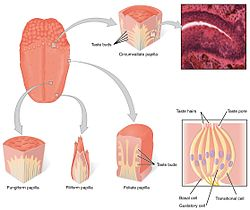 Taste buds
Circumvallate papilla
Taste hairs
Taste pore
Taste buds
Fungiform papilla
Filiform papilla
Foliate papilla
Basal cell
Transitional cell
Gustatory cell